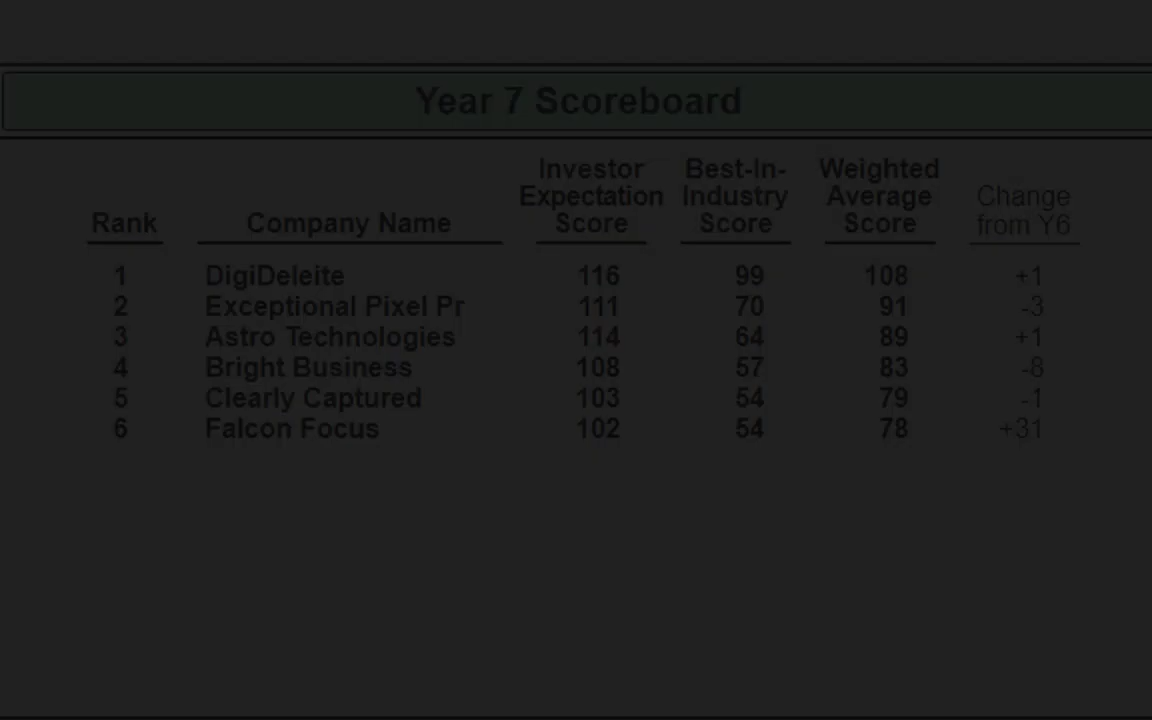 Year 7 Scoreboard
Rank Company Name Investor Expectation Score Best-In-Industry Score Weighted Average Score Change from Y6
1 DigiDeleite 116 99 108 +1
2 Exceptional Pixel Pr 111 70 91 -3
3 Astro Technologies 114 64 89 +1
4 Bright Business 108 57 83 -8
5 Clearly Captured 103 54 79 -1
6 Falcon Focus 102 54 78 +31